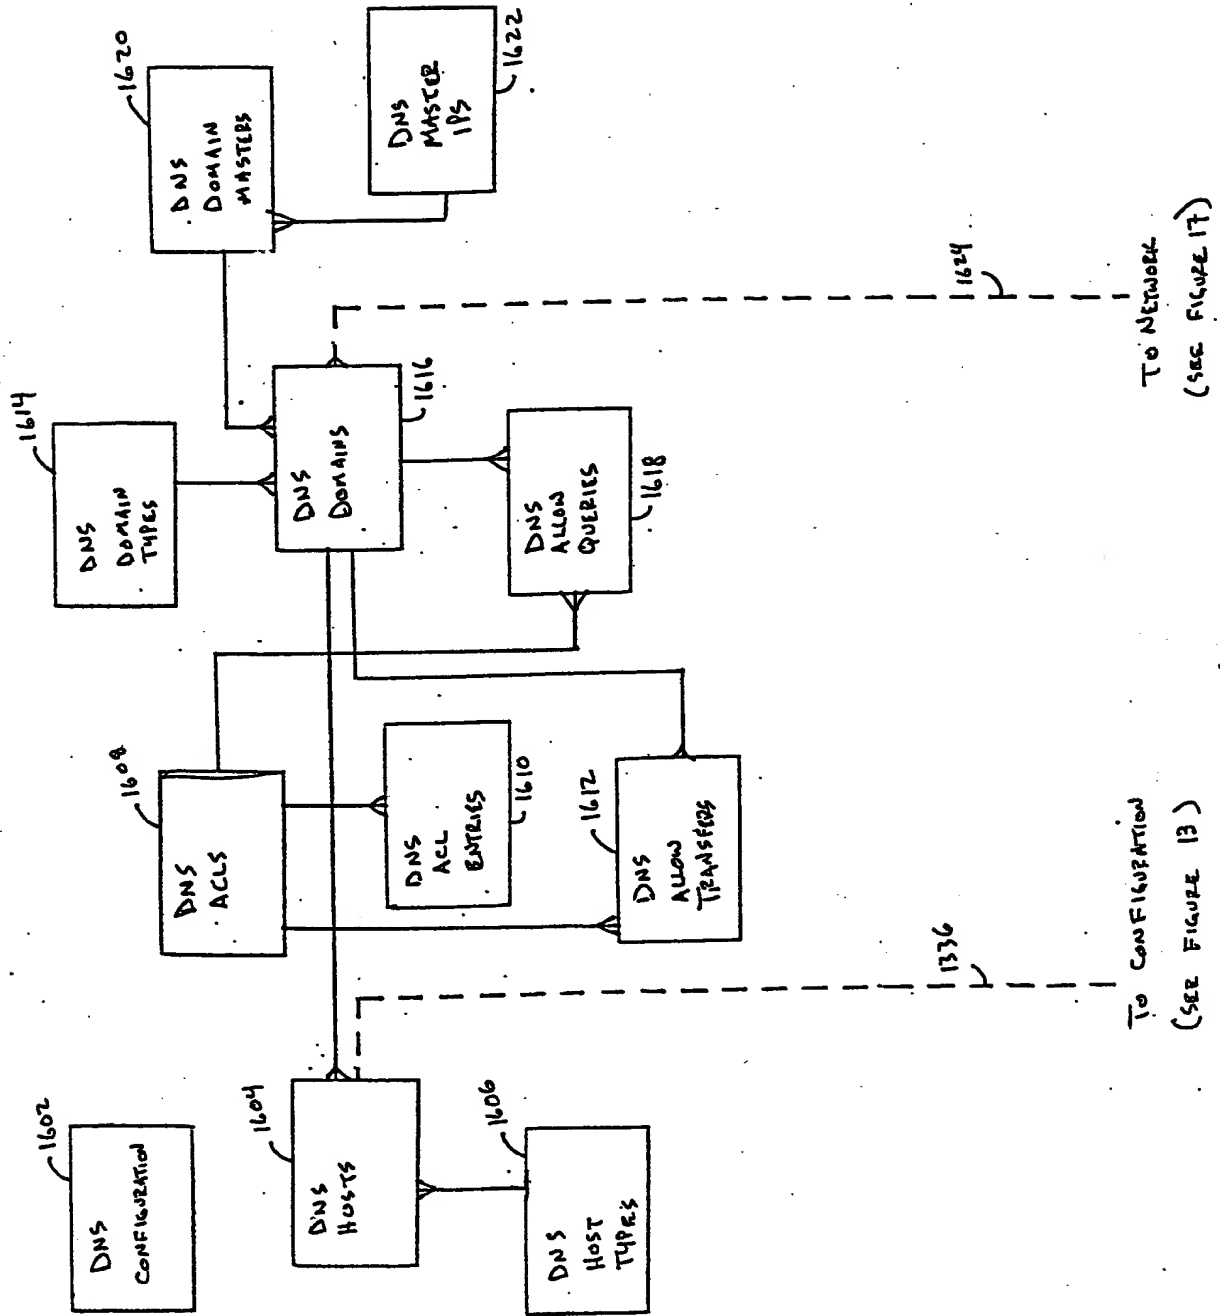 DNS
CONFIGURATION
1602
DNS
HOSTS
1604
DNS
HOST
TYPES
1606
DNS
ACLS
1608
DNS
ACL
ENTRIES
1610
DNS
ALLOW
TRANSFERS
1612
DNS
DOMAIN
TYPES
1614
DNS
DOMAINS
1616
DNS
ALLOW
QUERIES
1618
DNS
DOMAIN
MASTERS
1620
DNS
MASTER
IPS
1622
1336
TO CONFIGURATION
(SEE FIGURE 13)
1624
TO NETWORK
(SEE FIGURE 17)